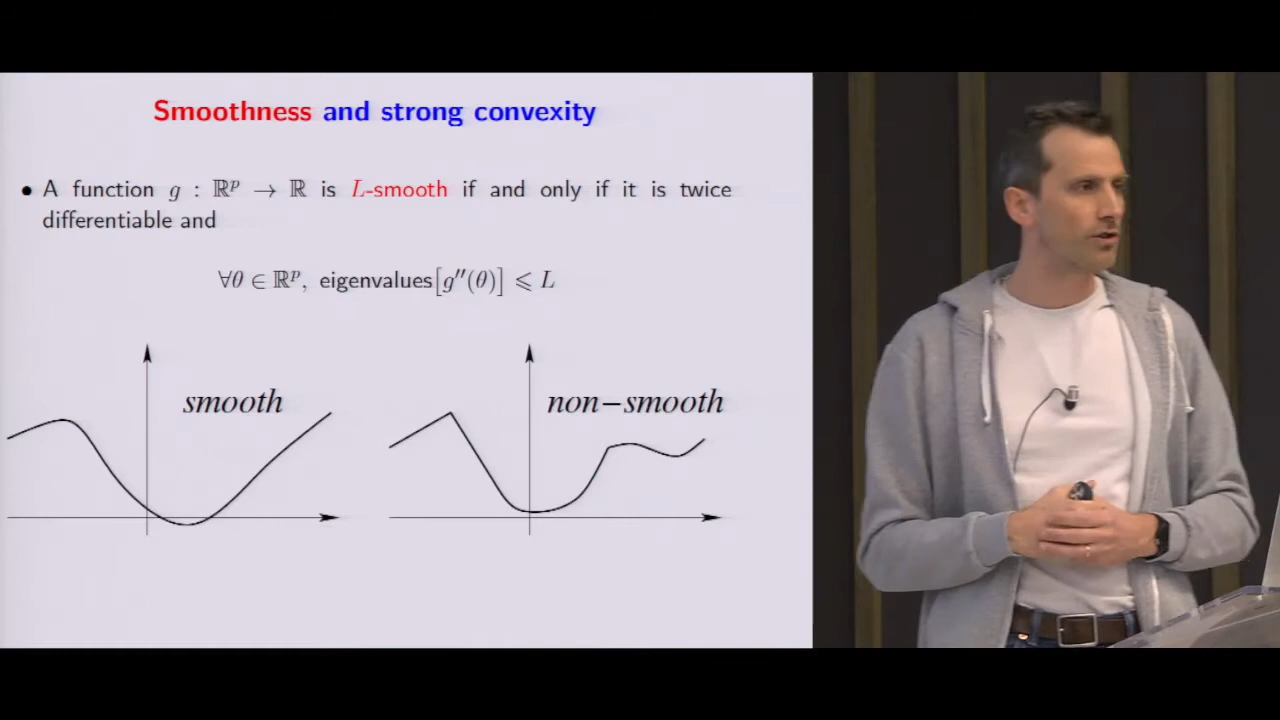 Smoothness and strong convexity
• A function g : ℝᵖ → ℝ is L-smooth if and only if it is twice
differentiable and
∀θ ∈ ℝᵖ, eigenvalues[g″(θ)] ⩽ L
smooth
non−smooth